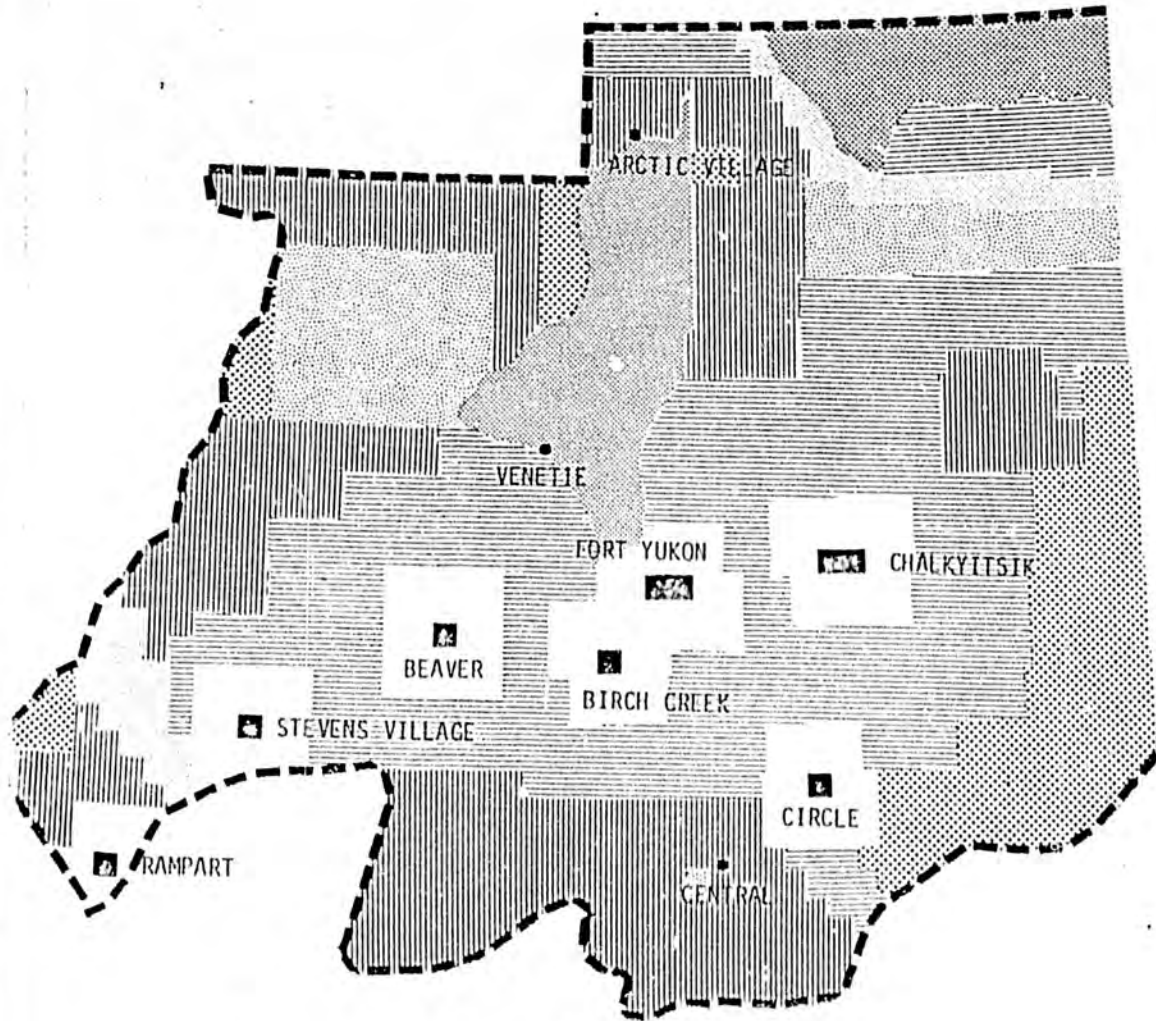 ARCTIC VILLAGE
VENETIE
FORT YUKON
CHALKYITSIK
BEAVER
BIRCH CREEK
STEVENS VILLAGE
CIRCLE
RAMPART
CENTRAL